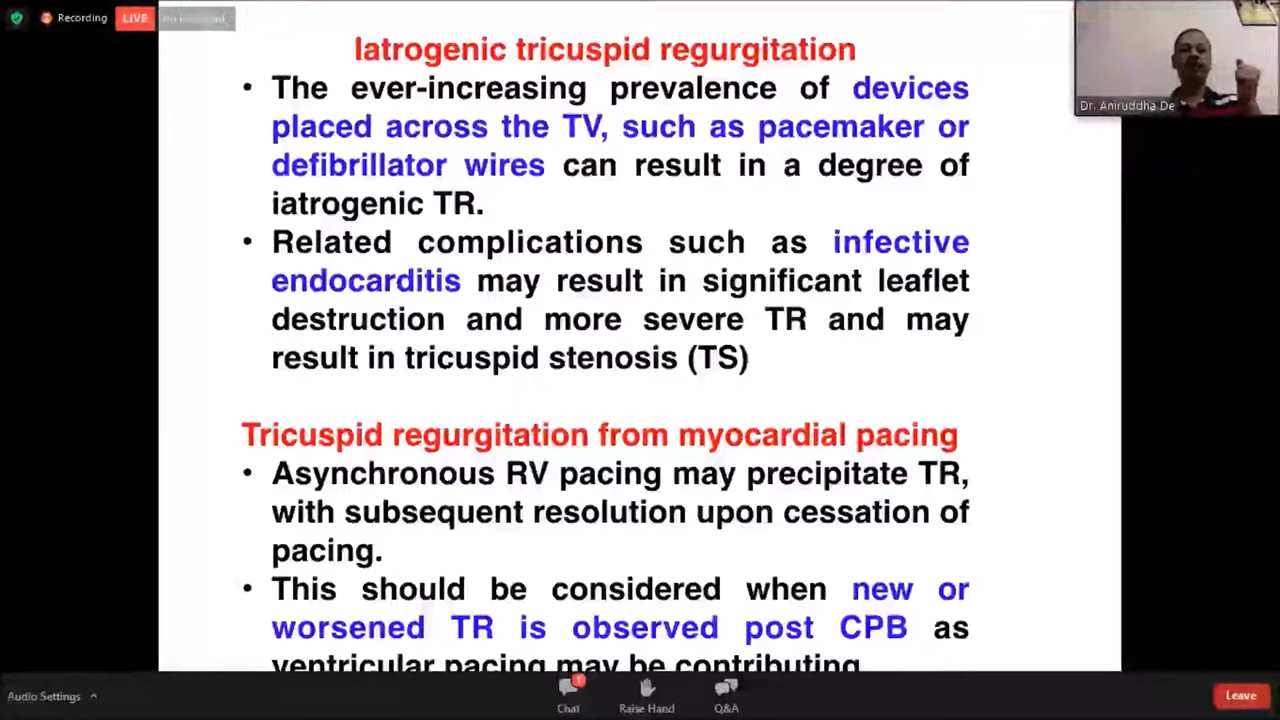 Recording
LIVE
Iatrogenic tricuspid regurgitation
• The ever-increasing prevalence of devices
placed across the TV, such as pacemaker or
defibrillator wires can result in a degree of
iatrogenic TR.
• Related complications such as infective
endocarditis may result in significant leaflet
destruction and more severe TR and may
result in tricuspid stenosis (TS)
Tricuspid regurgitation from myocardial pacing
• Asynchronous RV pacing may precipitate TR,
with subsequent resolution upon cessation of
pacing.
• This should be considered when new or
worsened TR is observed post CPB as
ventricular pacing may be contributing.
Dr. Aniruddha De
Audio Settings
1
Chat
Raise Hand
Q&A
Leave